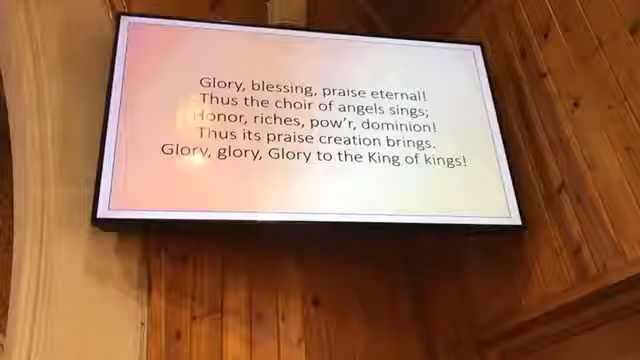 Glory, blessing, praise eternal!
Thus the choir of angels sings;
Honor, riches, pow'r, dominion!
Thus its praise creation brings.
Glory, glory, Glory to the King of kings!